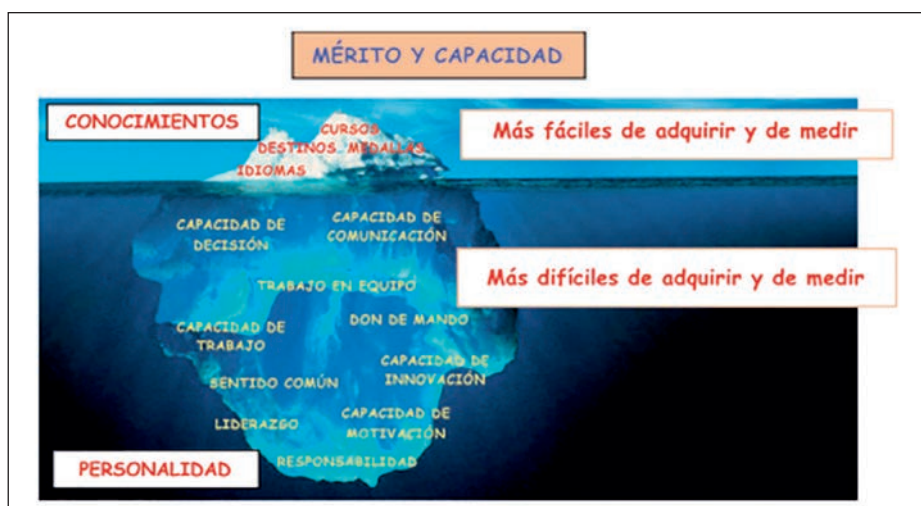 MÉRITO Y CAPACIDAD
CONOCIMIENTOS
CURSOS
DESTINOS MEDALLAS
IDIOMAS
Más fáciles de adquirir y de medir
CAPACIDAD DE
DECISIÓN
CAPACIDAD DE
COMUNICACIÓN
Más difíciles de adquirir y de medir
TRABAJO EN EQUIPO
DON DE MANDO
CAPACIDAD DE
TRABAJO
CAPACIDAD DE
INNOVACIÓN
SENTIDO COMÚN
LIDERAZGO
CAPACIDAD DE
MOTIVACIÓN
RESPONSABILIDAD
PERSONALIDAD